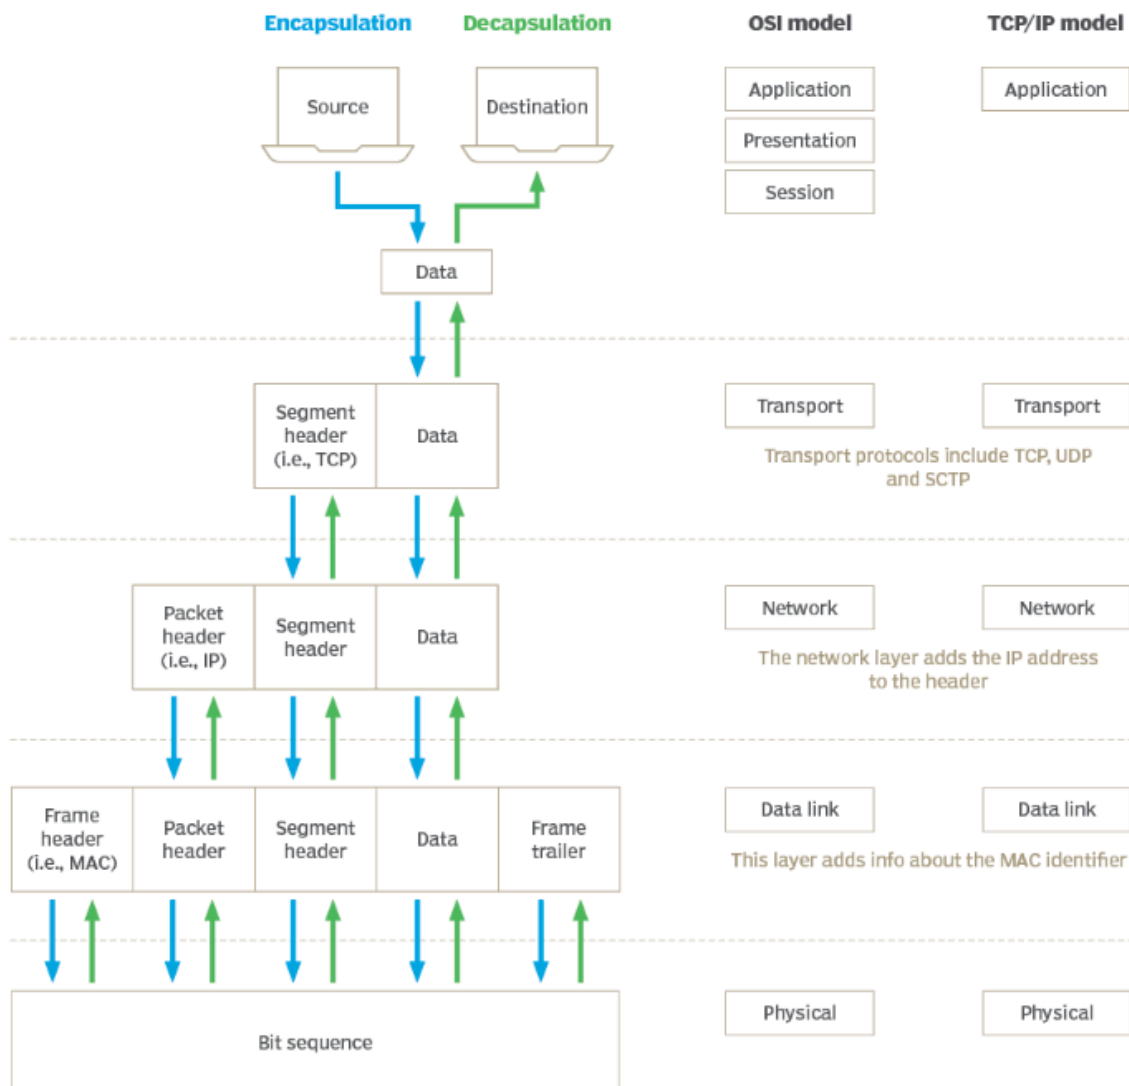 Encapsulation
Decapsulation
OSI model
TCP/IP model
Source
Destination
Application
Application
Presentation
Session
Data
Segment
header
(i.e., TCP)
Data
Transport
Transport
Transport protocols include TCP, UDP
and SCTP
Packet
header
(i.e., IP)
Segment
header
Data
Network
Network
The network layer adds the IP address
to the header
Frame
header
(i.e., MAC)
Packet
header
Segment
header
Data
Frame
trailer
Data link
Data link
This layer adds info about the MAC identifier
Bit sequence
Physical
Physical